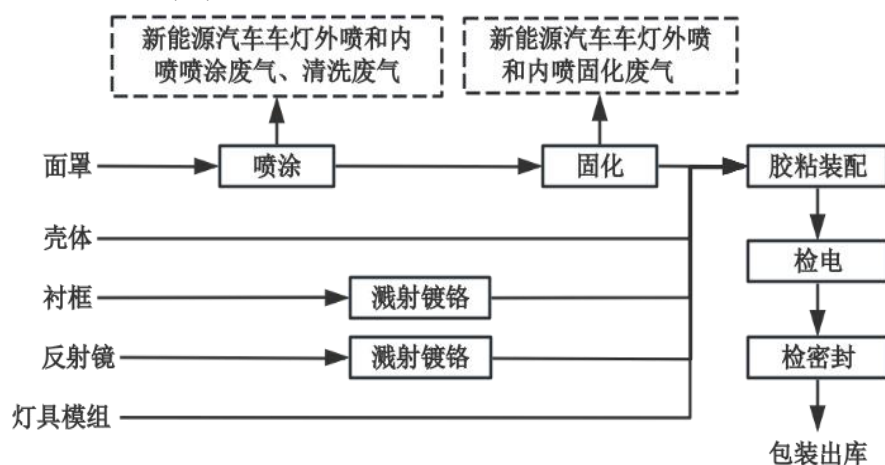 新能源汽车车灯外喷和内
喷喷涂废气、清洗废气
新能源汽车车灯外喷
和内喷固化废气
面罩
喷涂
固化
胶粘装配
壳体
检电
衬框
溅射镀铬
反射镜
溅射镀铬
检密封
灯具模组
包装出库